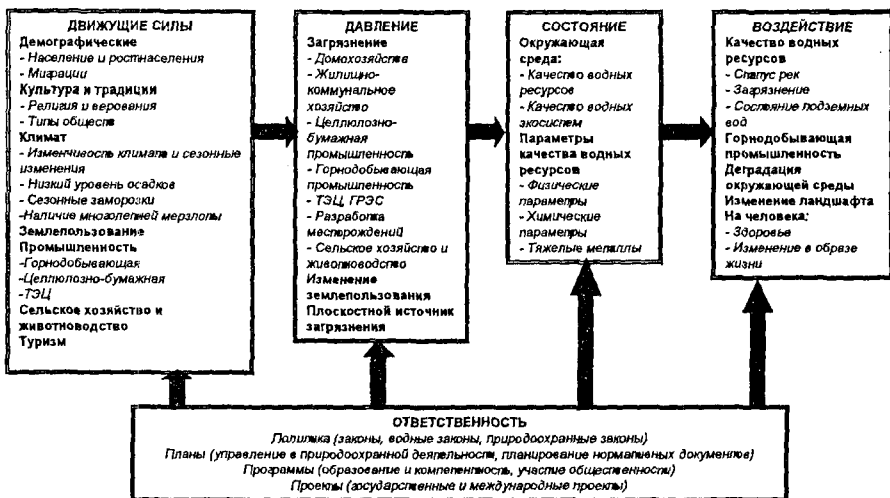 ДВИЖУЩИЕ СИЛЫ
Демографические
- Население и ростнаселения
- Миграции
Культура и традиции
- Религия и верования
- Типы обществ
Климат
- Изменчивость климата и сезонные
изменения
- Низкий уровень осадков
- Сезонные заморозки
-Наличие многолетней мерзлоты
Землепользование
Промышленность
-Горнодобывающая
-Целлюлозно-бумажная
-ТЭЦ
Сельское хозяйство и
животноводство
Туризм
ДАВЛЕНИЕ
Загрязнение
- Домохозяйства
- Жилищно-
коммунальное
хозяйство
- Целлюлозно-
бумажная
промышленность
- Горнодобывающая
промышленность
- ТЭЦ, ГРЭС
- Разработка
месторождений
- Сельское хозяйство и
животноводство
Изменение
землепользования
Плоскостной источник
загрязнения
СОСТОЯНИЕ
Окружающая
среда:
- Качество водных
ресурсов
- Качество водных
экосистем
Параметры
качества водных
ресурсов
- Физические
параметры
- Химические
параметры
- Тяжелые металлы
ВОЗДЕЙСТВИЕ
Качество водных
ресурсов
- Статус рек
- Загрязнение
- Состояние подземных
вод
Горнодобывающая
промышленность
Деградация
окружающей среды
Изменение ландшафта
На человека:
- Здоровье
- Изменение в образе
жизни
ОТВЕТСТВЕННОСТЬ
Политика (законы, водные законы, природоохранные законы)
Планы (управление в природоохранной деятельности, планирование нормативных документов)
Программы (образование и компетентность, участие общественности)
Проекты (государственные и международные проекты)